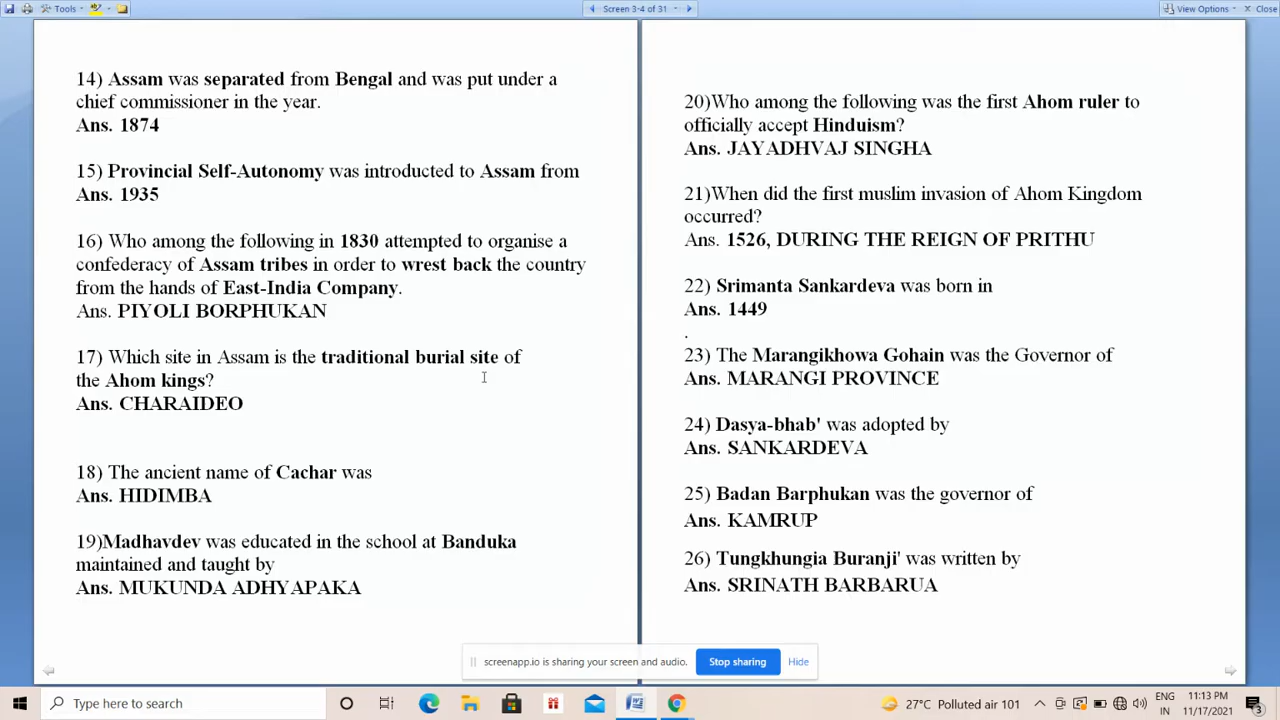 Tools
Screen 3-4 of 31
View Options
Close
14) Assam was separated from Bengal and was put under a
chief commissioner in the year.
Ans. 1874
15) Provincial Self-Autonomy was introducted to Assam from
Ans. 1935
16) Who among the following in 1830 attempted to organise a
confederacy of Assam tribes in order to wrest back the country
from the hands of East-India Company.
Ans. PIYOLI BORPHUKAN
17) Which site in Assam is the traditional burial site of
the Ahom kings?
Ans. CHARAIDEO
18) The ancient name of Cachar was
Ans. HIDIMBA
19)Madhavdev was educated in the school at Banduka
maintained and taught by
Ans. MUKUNDA ADHYAPAKA
20)Who among the following was the first Ahom ruler to
officially accept Hinduism?
Ans. JAYADHVAJ SINGHA
21)When did the first muslim invasion of Ahom Kingdom
occurred?
Ans. 1526, DURING THE REIGN OF PRITHU
22) Srimanta Sankardeva was born in
Ans. 1449
.
23) The Marangikhowa Gohain was the Governor of
Ans. MARANGI PROVINCE
24) Dasya-bhab' was adopted by
Ans. SANKARDEVA
25) Badan Barphukan was the governor of
Ans. KAMRUP
26) Tungkhungia Buranji' was written by
Ans. SRINATH BARBARUA
screenapp.io is sharing your screen and audio.
Stop sharing
Hide
Type here to search
27°C Polluted air 101
ENG
IN
11:13 PM
11/17/2021
3